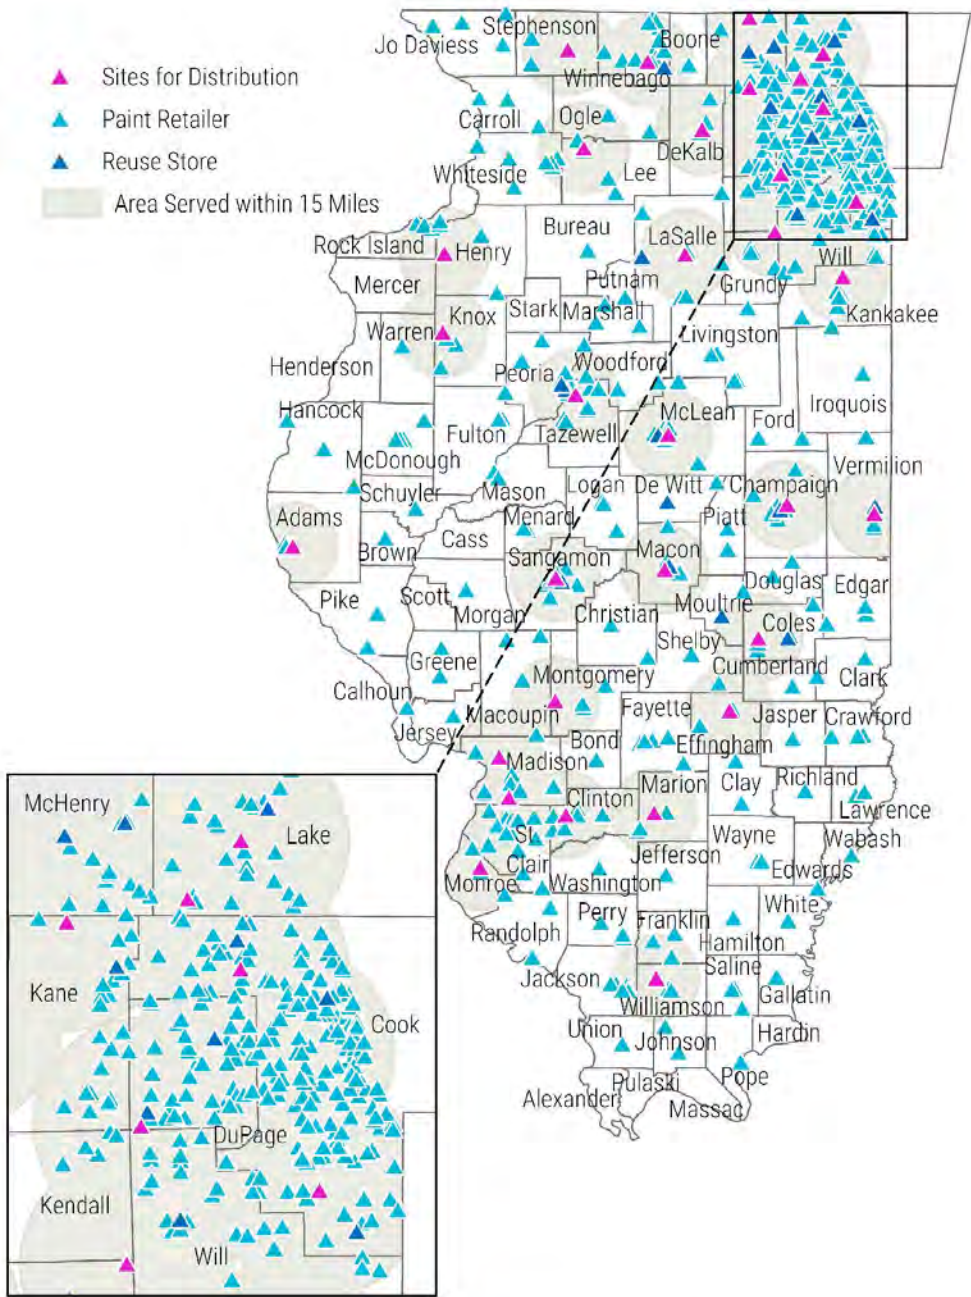 Stephenson
Jo Daviess
Boone
Winnebago
Sites for Distribution
Paint Retailer
Reuse Store
Area Served within 15 Miles
Carroll
Ogle
DeKalb
Whiteside
Lee
Rock Island
Henry
Bureau
LaSalle
Will
Mercer
Putnam
Grundy
Kankakee
Warren
Knox
Stark
Marshall
Livingston
Henderson
Peoria
Woodford
Iroquois
Hancock
Fulton
Tazewell
McLean
Ford
McDonough
Vermilion
Schuyler
Mason
Logan
De Witt
Champaign
Adams
Menard
Piatt
Brown
Cass
Sangamon
Macon
Pike
Scott
Morgan
Christian
Moultrie
Douglas
Edgar
Coles
Greene
Shelby
Cumberland
Clark
Calhoun
Montgomery
Jersey
Macoupin
Fayette
Effingham
Jasper
Crawford
Madison
Bond
Marion
Clay
Richland
Lawrence
Clinton
St.
Clair
Wayne
Wabash
Edwards
Jefferson
Monroe
Washington
White
Randolph
Perry
Franklin
Hamilton
Saline
Jackson
Williamson
Gallatin
Union
Johnson
Hardin
Pulaski
Pope
Alexander
Massac
McHenry
Lake
Kane
Cook
DuPage
Kendall
Will